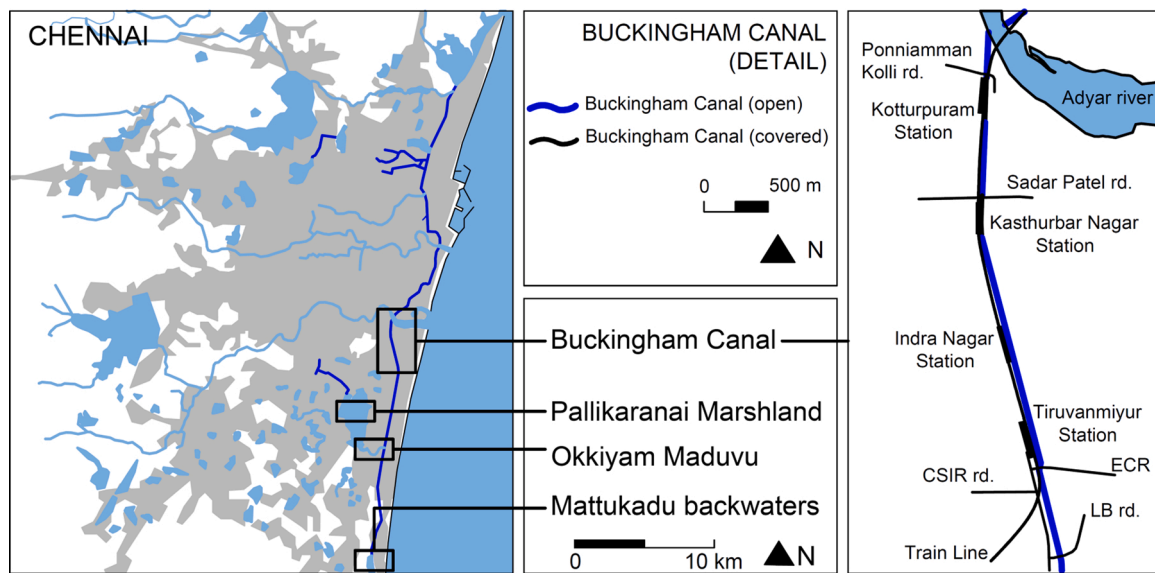 CHENNAI
BUCKINGHAM CANAL
(DETAIL)
Buckingham Canal (open)
Buckingham Canal (covered)
0 500 m
N
Buckingham Canal
Pallikaranai Marshland
Okkiyam Maduvu
Mattukadu backwaters
0 10 km
N
Ponniamman
Kolli rd.
Adyar river
Kotturpuram
Station
Sadar Patel rd.
Kasthurbar Nagar
Station
Indra Nagar
Station
Tiruvanmiyur
Station
ECR
CSIR rd.
LB rd.
Train Line